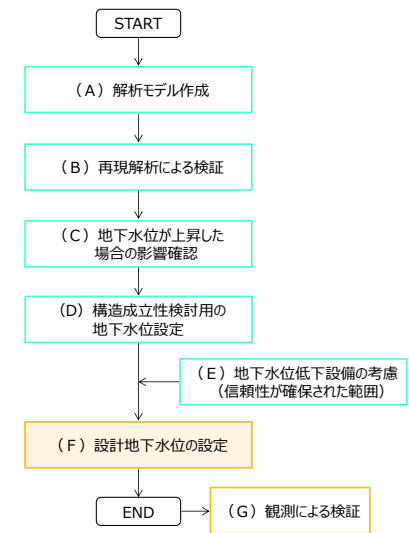 START
（A）解析モデル作成
（B）再現解析による検証
（C）地下水位が上昇した
場合の影響確認
（D）構造成立性検討用の
地下水位設定
（E）地下水位低下設備の考慮
（信頼性が確保された範囲）
（F）設計地下水位の設定
END
（G）観測による検証